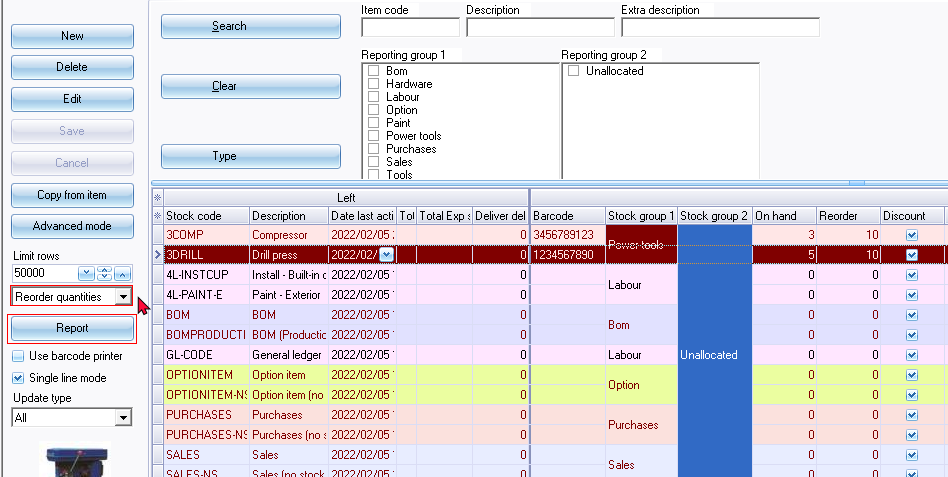 New
Delete
Edit
Save
Cancel
Copy from item
Advanced mode
Limit rows
50000
Reorder quantities
Report
Use barcode printer
Single line mode
Update type
All
Search
Clear
Type
Item code Description Extra description
Reporting group 1 Reporting group 2
Bom Unallocated
Hardware
Labour
Option
Paint
Power tools
Purchases
Sales
Tools
Left
Stock code Description Date last acti Tot Total Exp s Deliver del Barcode Stock group 1 Stock group 2 On hand Reorder Discount
3COMP Compressor 2022/02/05 0 3456789123 3 10
Power tools
3DRILL Drill press 2022/02/ 0 1234567890 5 10
4L-INSTCUP Install - Built-in c 2022/02/05 0 0 0
Labour
4L-PAINT-E Paint - Exterior 2022/02/05 0 0 0
BOM BOM 2022/02/05 0 0 0
Bom
BOMPRODUCTI BOM (Productio 2022/02/05 0 0 0
GL-CODE General ledger 2022/02/05 0 Labour Unallocated 0 0
OPTIONITEM Option item 2022/02/05 0 0 0
Option
OPTIONITEM-NS Option item (no 2022/02/05 0 0 0
PURCHASES Purchases 2022/02/05 0 0 0
Purchases
PURCHASES-NS Purchases (no s 2022/02/05 0 0 0
SALES Sales 2022/02/05 0 0 0
Sales
SALES-NS Sales (no stock 2022/02/05 0 0 0